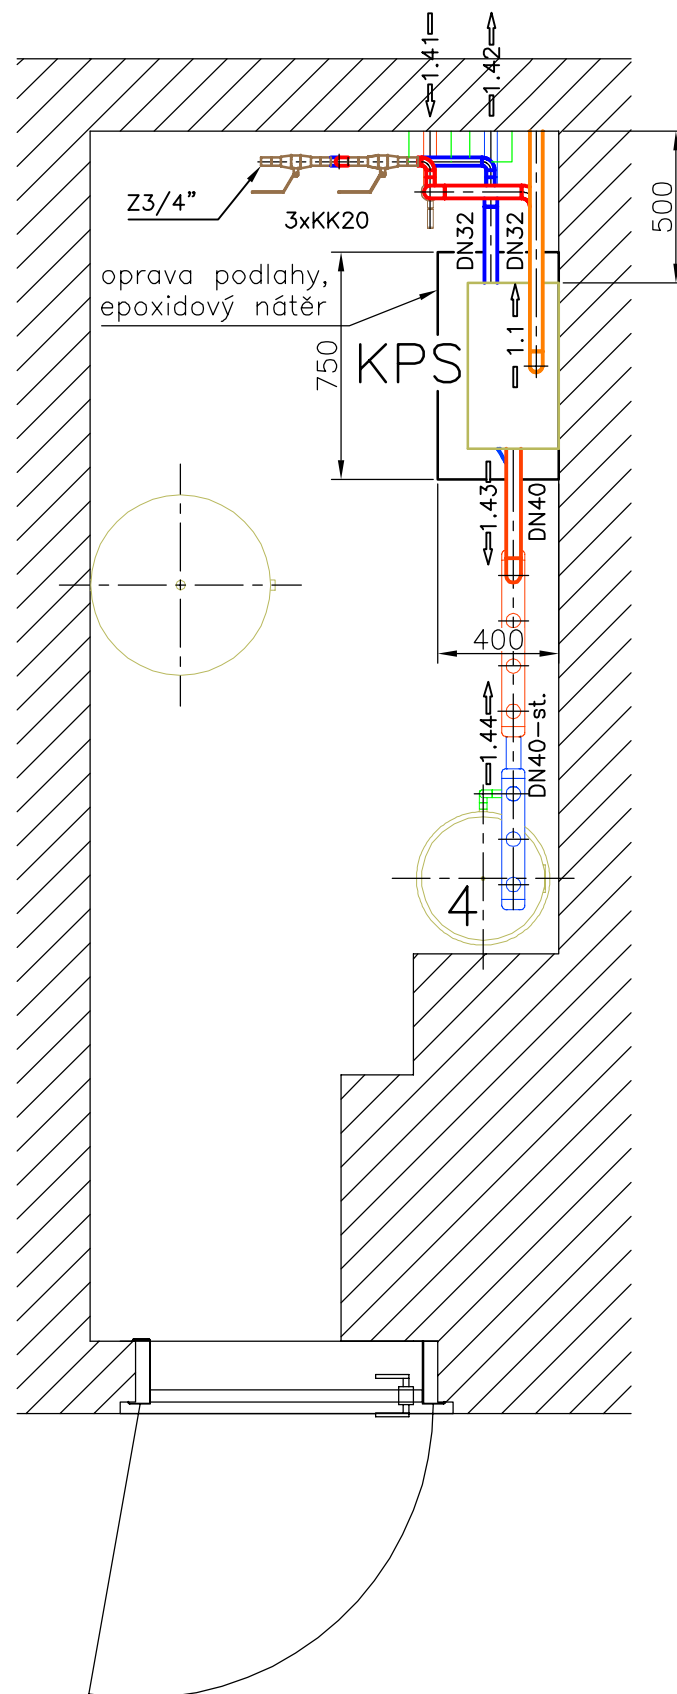 1.41
1.42
Z3/4"
3xKK20
DN32
DN32
500
oprava podlahy,
epoxidový nátěr
750
KPS
1.1
1.43
DN40
400
1.44
DN40-st.
4